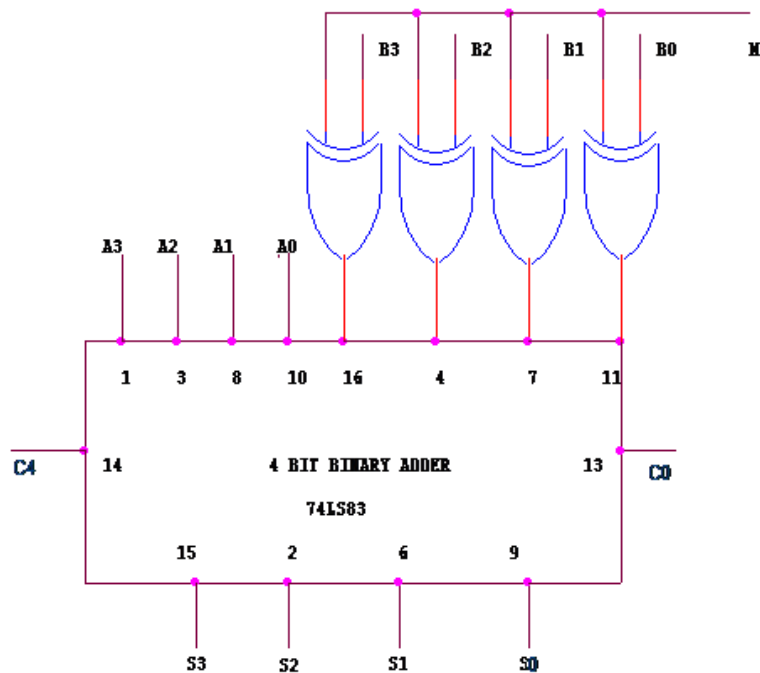 B3 B2 B1 B0 M
A3 A2 A1 A0
1 3 8 10 16 4 7 11
C4 14 4 BIT BINARY ADDER 13 C0
74LS83
15 2 6 9
S3 S2 S1 S0